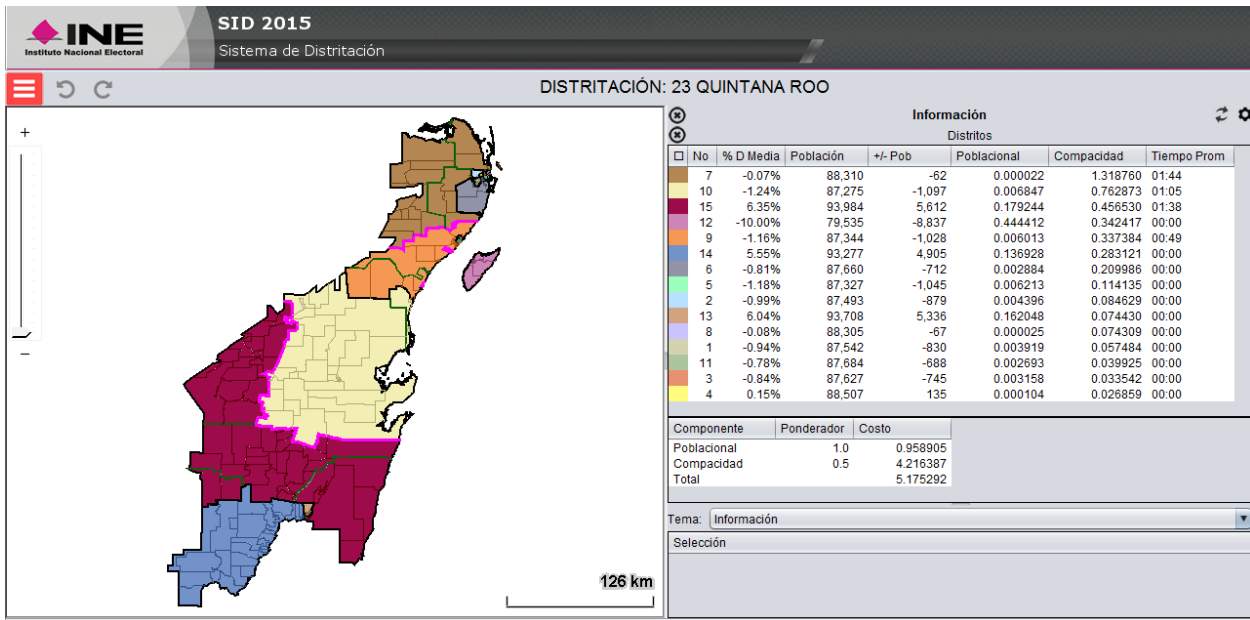 INE
Instituto Nacional Electoral
SID 2015
Sistema de Distritación
DISTRITACIÓN: 23 QUINTANA ROO
+
−
126 km
Información
Distritos
No % D Media Población +/- Pob Poblacional Compacidad Tiempo Prom
7 -0.07% 88,310 -62 0.000022 1.318760 01:44
10 -1.24% 87,275 -1,097 0.006847 0.762873 01:05
15 6.35% 93,984 5,612 0.179244 0.456530 01:38
12 -10.00% 79,535 -8,837 0.444412 0.342417 00:00
9 -1.16% 87,344 -1,028 0.006013 0.337384 00:49
14 5.55% 93,277 4,905 0.136928 0.283121 00:00
6 -0.81% 87,660 -712 0.002884 0.209986 00:00
5 -1.18% 87,327 -1,045 0.006213 0.114135 00:00
2 -0.99% 87,493 -879 0.004396 0.084629 00:00
13 6.04% 93,708 5,336 0.162048 0.074430 00:00
8 -0.08% 88,305 -67 0.000025 0.074309 00:00
1 -0.94% 87,542 -830 0.003919 0.057484 00:00
11 -0.78% 87,684 -688 0.002693 0.039925 00:00
3 -0.84% 87,627 -745 0.003158 0.033542 00:00
4 0.15% 88,507 135 0.000104 0.026859 00:00
Componente Ponderador Costo
Poblacional 1.0 0.958905
Compacidad 0.5 4.216387
Total 5.175292
Tema: Información
Selección